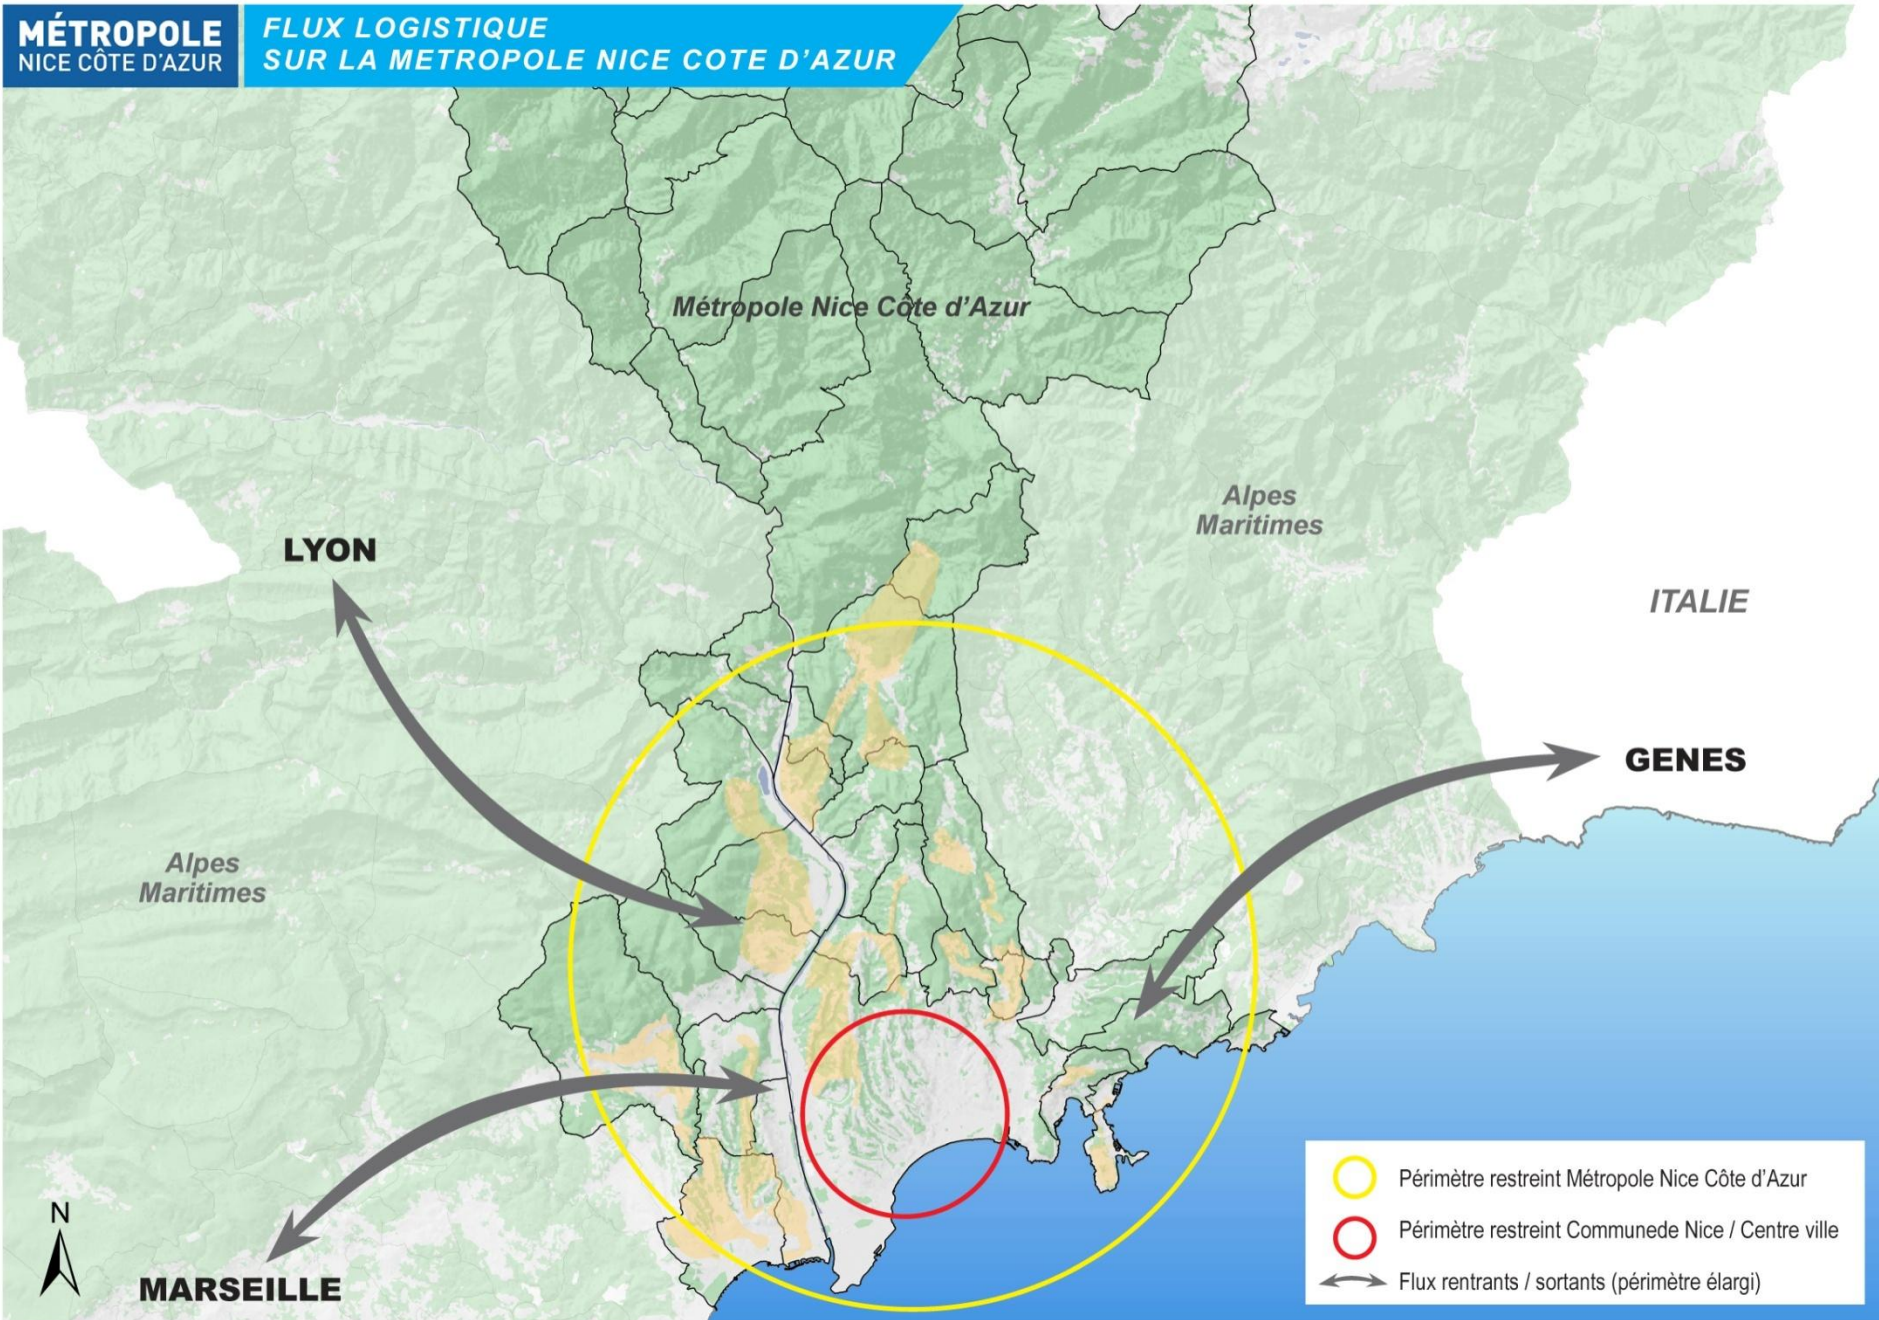 MÉTROPOLE
NICE CÔTE D'AZUR
FLUX LOGISTIQUE
SUR LA METROPOLE NICE COTE D'AZUR
Métropole Nice Côte d'Azur
Alpes
Maritimes
LYON
ITALIE
GENES
Alpes
Maritimes
N
MARSEILLE
Périmètre restreint Métropole Nice Côte d'Azur
Périmètre restreint Communede Nice / Centre ville
Flux rentrants / sortants (périmètre élargi)